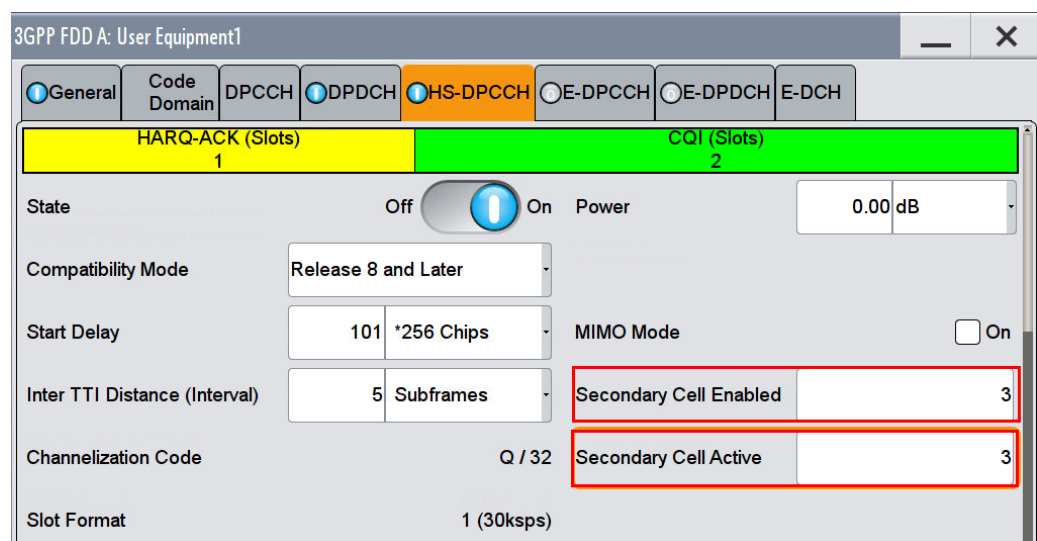 3GPP FDD A: User Equipment1
General
Code
Domain
DPCCH
DPDCH
HS-DPCCH
E-DPCCH
E-DPDCH
E-DCH
HARQ-ACK (Slots)
1
CQI (Slots)
2
State
Off
On
Power
0.00 dB
Compatibility Mode
Release 8 and Later
Start Delay
101 *256 Chips
MIMO Mode
On
Inter TTI Distance (Interval)
5 Subframes
Secondary Cell Enabled
3
Channelization Code
Q / 32
Secondary Cell Active
3
Slot Format
1 (30ksps)